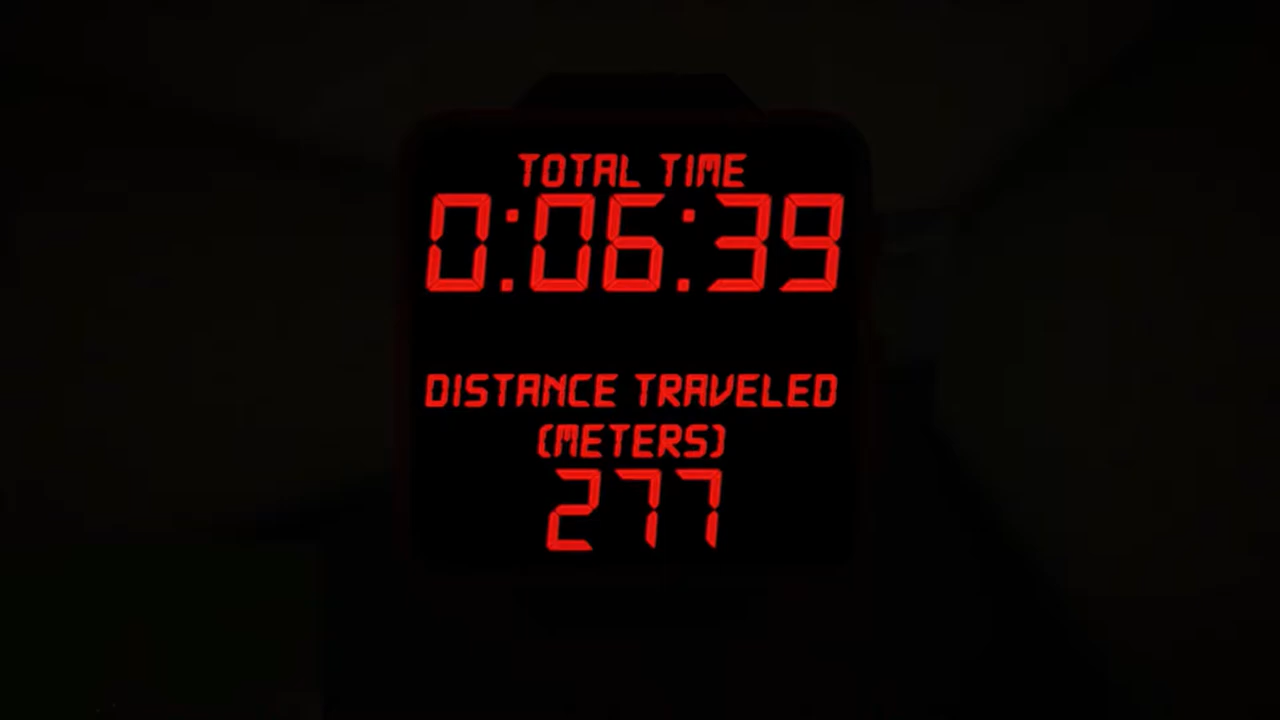 TOTAL TIME
0:06:39
DISTANCE TRAVELED
(METERS)
277